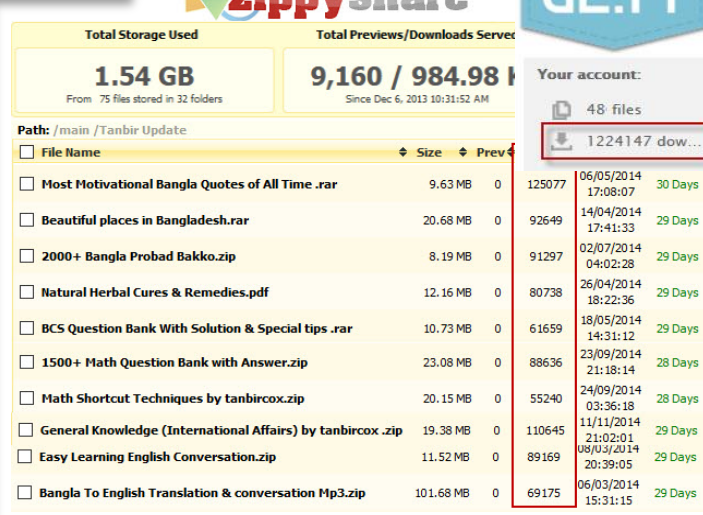 zippyshare
GE.TT
Total Storage Used
1.54 GB
From 75 files stored in 32 folders
Total Previews/Downloads Served
9,160 / 984.98
Since Dec 6, 2013 10:31:52 AM
Your account:
48 files
1224147 dow...
Path: /main /Tanbir Update
File Name Size Prev
Most Motivational Bangla Quotes of All Time .rar 9.63 MB 0 125077 06/05/2014 17:08:07 30 Days
Beautiful places in Bangladesh.rar 20.68 MB 0 92649 14/04/2014 17:41:33 29 Days
2000+ Bangla Probad Bakko.zip 8.19 MB 0 91297 02/07/2014 04:02:28 29 Days
Natural Herbal Cures & Remedies.pdf 12.16 MB 0 80738 26/04/2014 18:22:36 29 Days
BCS Question Bank With Solution & Special tips .rar 10.73 MB 0 61659 18/05/2014 14:31:12 29 Days
1500+ Math Question Bank with Answer.zip 23.08 MB 0 88636 23/09/2014 21:18:14 28 Days
Math Shortcut Techniques by tanbircox.zip 20.15 MB 0 55240 24/09/2014 03:36:18 28 Days
General Knowledge (International Affairs) by tanbircox .zip 19.38 MB 0 110645 11/11/2014 21:02:01 29 Days
Easy Learning English Conversation.zip 11.52 MB 0 89169 08/03/2014 20:39:05 29 Days
Bangla To English Translation & conversation Mp3.zip 101.68 MB 0 69175 06/03/2014 15:31:15 29 Days